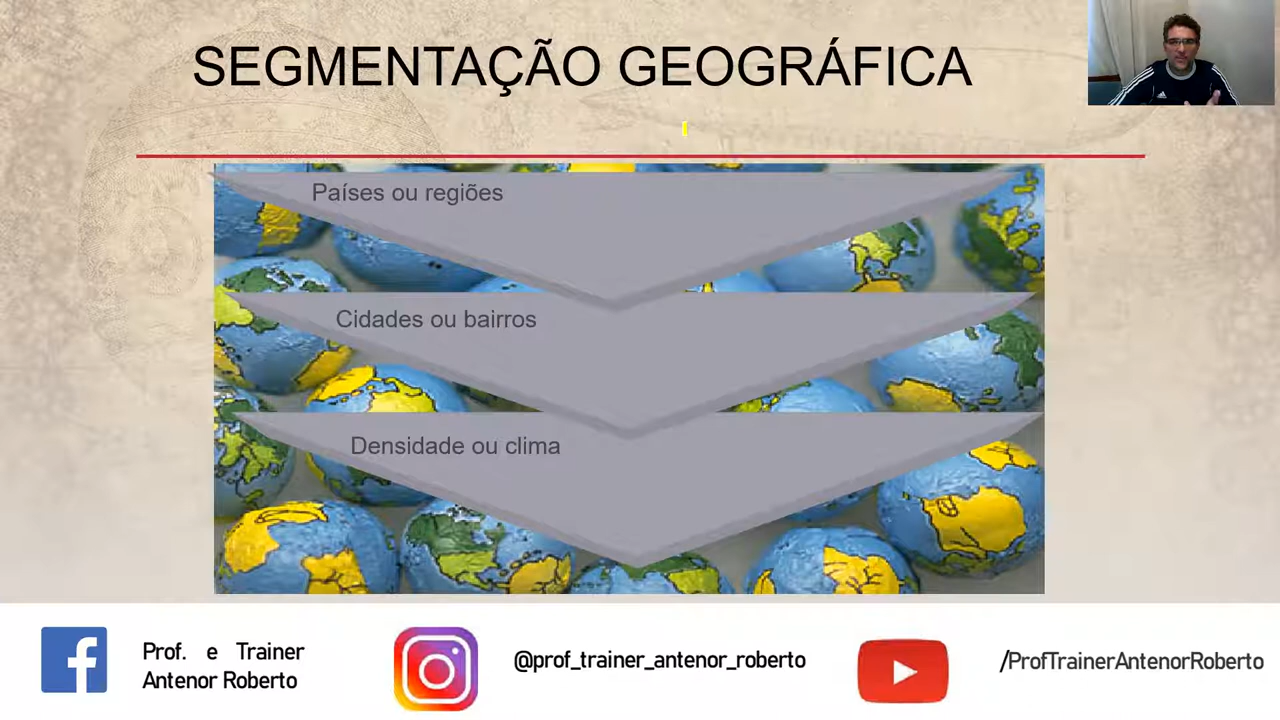 SEGMENTAÇÃO GEOGRÁFICA
Países ou regiões
Cidades ou bairros
Densidade ou clima
Prof. e Trainer
Antenor Roberto
@prof_trainer_antenor_roberto
/ProfTrainerAntenorRoberto